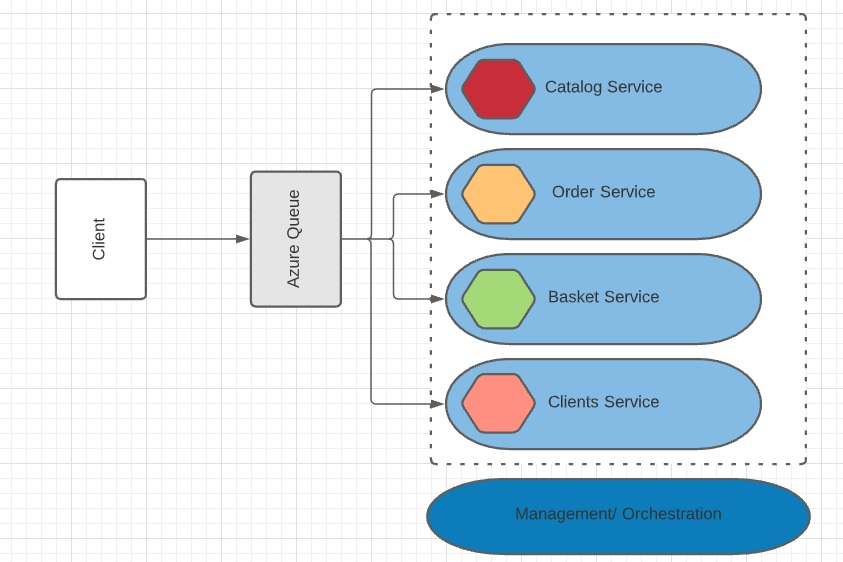 Client
Azure Queue
Catalog Service
Order Service
Basket Service
Clients Service
Management/ Orchestration